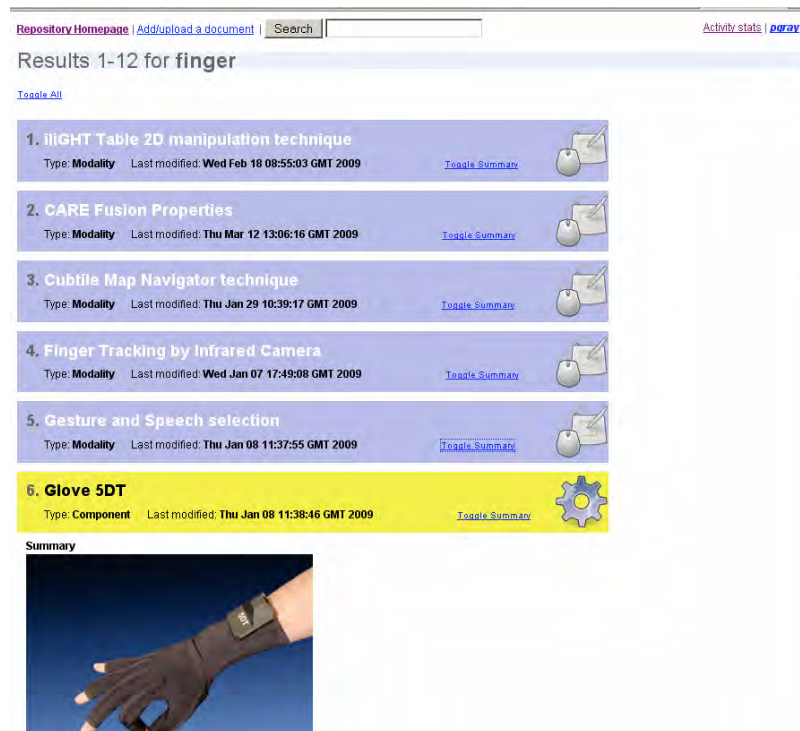 Repository Homepage | Add/upload a document | Search
Activity stats | pgray
Results 1-12 for finger
Toggle All
1. iliGHT Table 2D manipulation technique
Type: Modality Last modified: Wed Feb 18 08:55:03 GMT 2009 Toggle Summary
2. CARE Fusion Properties
Type: Modality Last modified: Thu Mar 12 13:06:16 GMT 2009 Toggle Summary
3. Cubtile Map Navigator technique
Type: Modality Last modified: Thu Jan 29 10:39:17 GMT 2009 Toggle Summary
4. Finger Tracking by Infrared Camera
Type: Modality Last modified: Wed Jan 07 17:49:08 GMT 2009 Toggle Summary
5. Gesture and Speech selection
Type: Modality Last modified: Thu Jan 08 11:37:55 GMT 2009 Toggle Summary
6. Glove 5DT
Type: Component Last modified: Thu Jan 08 11:38:46 GMT 2009 Toggle Summary
Summary
5DT